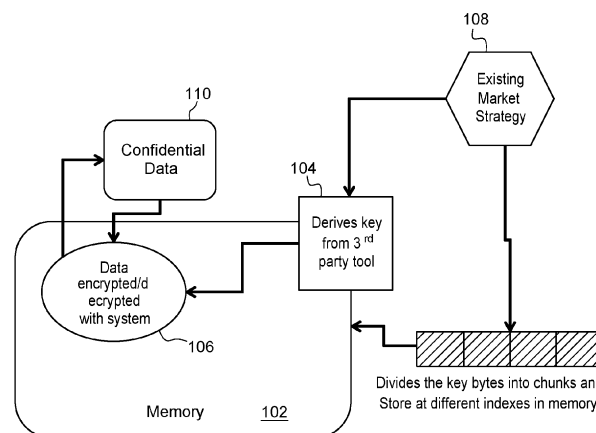 108
Existing
Market
Strategy
110
Confidential
Data
104
Derives key
from 3rd
party tool
Data
encrypted/d
ecrypted
with system
106
Divides the key bytes into chunks an
Store at different indexes in memory
Memory 102